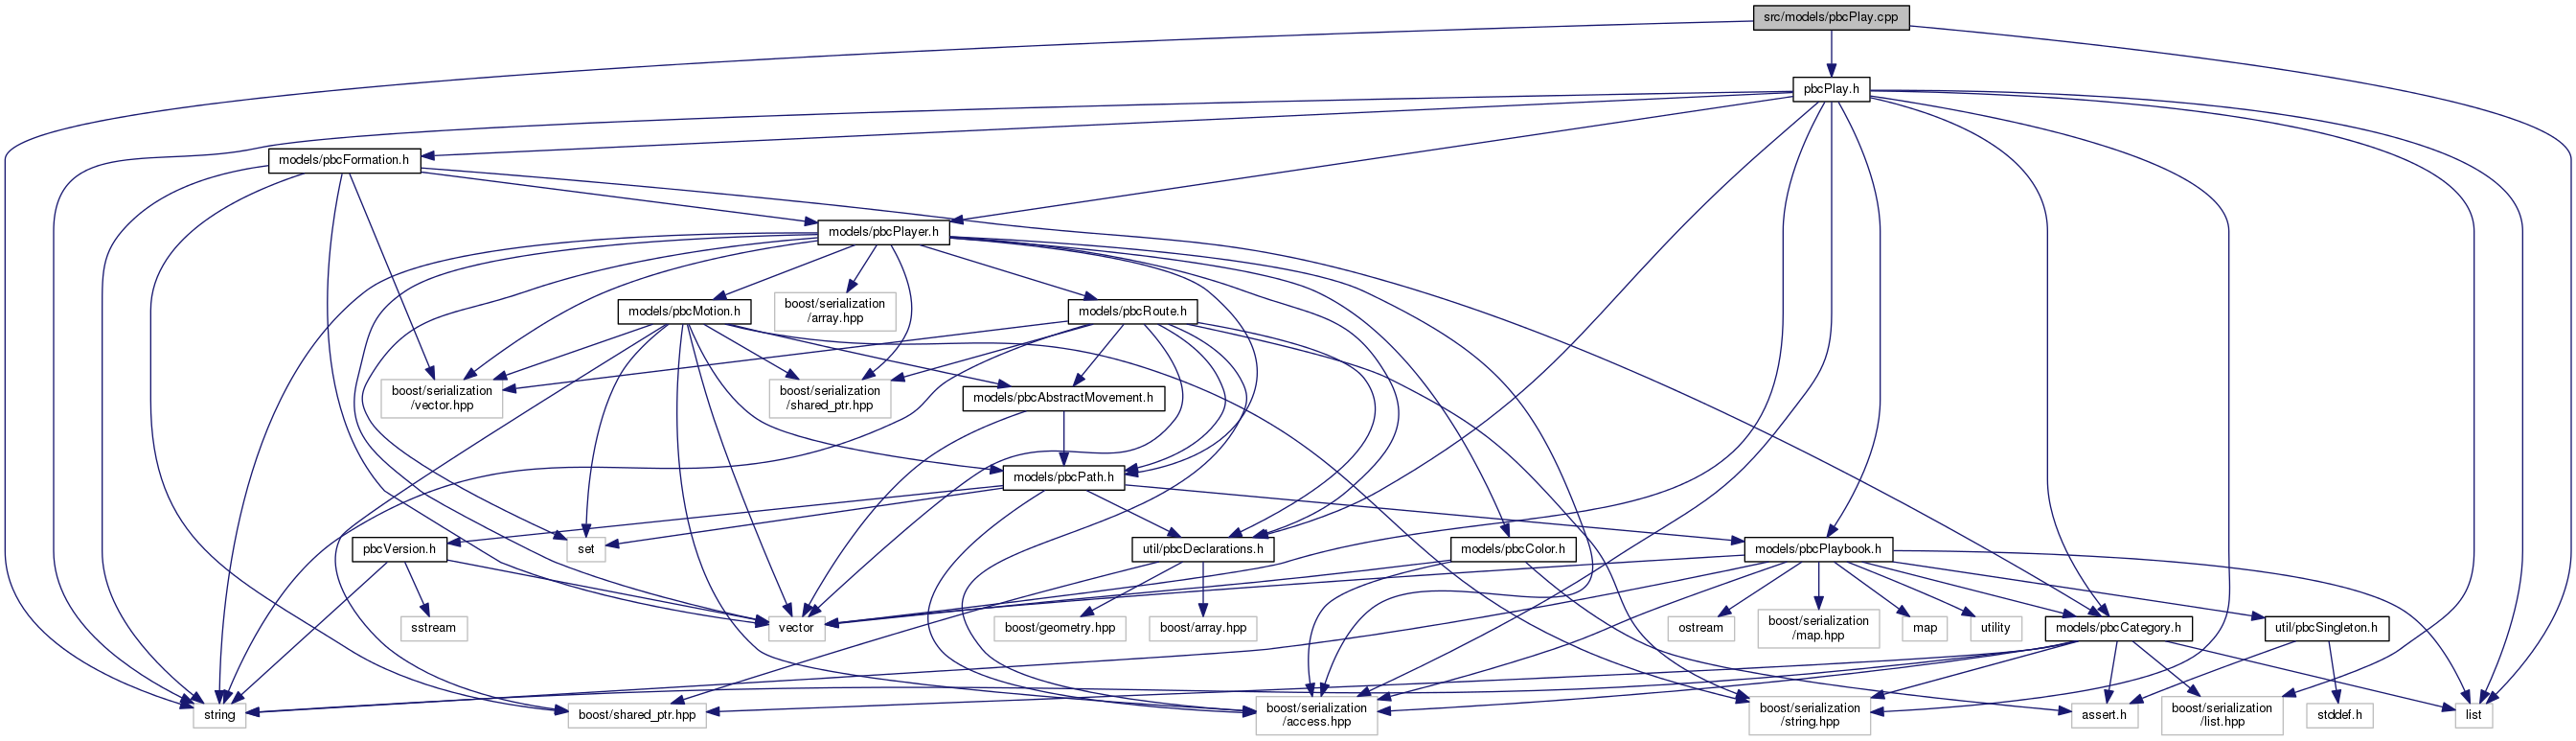 src/models/pbcPlay.cpp
pbcPlay.h
models/pbcFormation.h
models/pbcPlayer.h
models/pbcMotion.h
boost/serialization
/array.hpp
models/pbcRoute.h
boost/serialization
/vector.hpp
boost/serialization
/shared_ptr.hpp
models/pbcAbstractMovement.h
models/pbcPath.h
pbcVersion.h
set
util/pbcDeclarations.h
models/pbcColor.h
models/pbcPlaybook.h
sstream
vector
boost/geometry.hpp
boost/array.hpp
ostream
boost/serialization
/map.hpp
map
utility
models/pbcCategory.h
util/pbcSingleton.h
string
boost/shared_ptr.hpp
boost/serialization
/access.hpp
boost/serialization
/string.hpp
assert.h
boost/serialization
/list.hpp
stddef.h
list